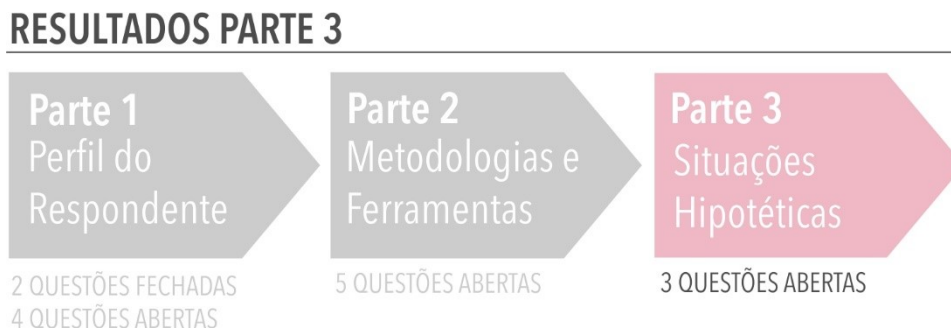 RESULTADOS PARTE 3
Parte 1
Perfil do
Respondente
2 QUESTÕES FECHADAS
4 QUESTÕES ABERTAS
Parte 2
Metodologias e
Ferramentas
5 QUESTÕES ABERTAS
Parte 3
Situações
Hipotéticas
3 QUESTÕES ABERTAS